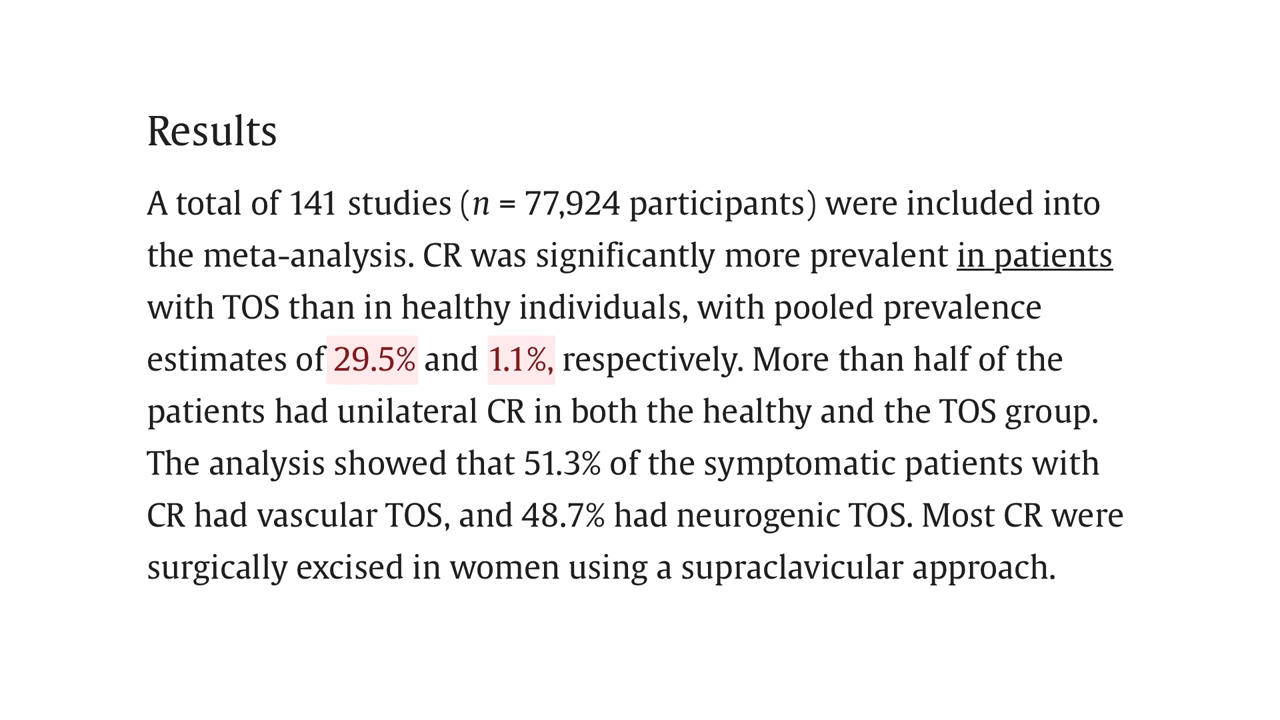 Results
A total of 141 studies (n = 77,924 participants) were included into
the meta-analysis. CR was significantly more prevalent in patients
with TOS than in healthy individuals, with pooled prevalence
estimates of 29.5% and 1.1%, respectively. More than half of the
patients had unilateral CR in both the healthy and the TOS group.
The analysis showed that 51.3% of the symptomatic patients with
CR had vascular TOS, and 48.7% had neurogenic TOS. Most CR were
surgically excised in women using a supraclavicular approach.